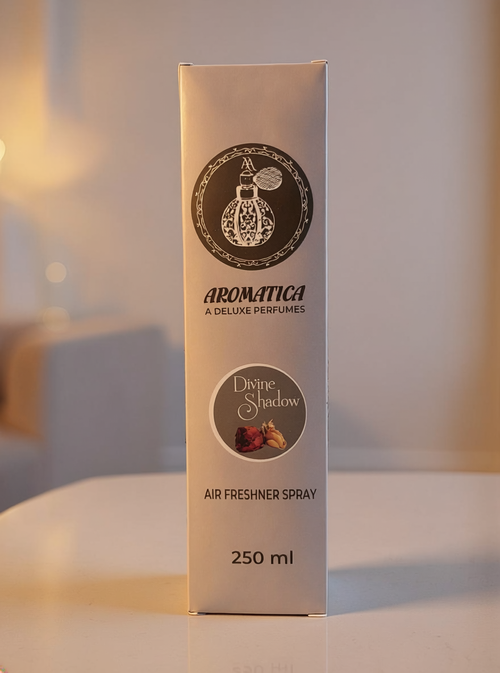 AROMATICA
A DELUXE PERFUMES
Divine
Shadow
AIR FRESHNER SPRAY
250 ml